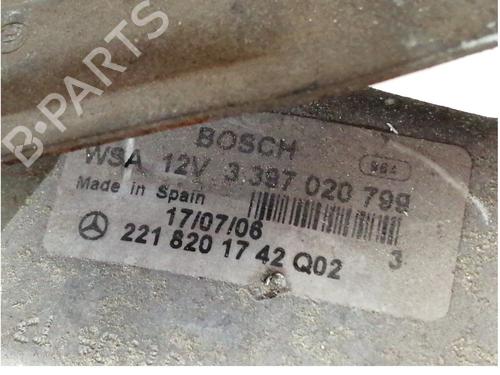 B-PARTS
BOSCH
WSA 12V 3 397 020 799
984
Made in Spain
17/07/06
3
221 820 17 42 Q02